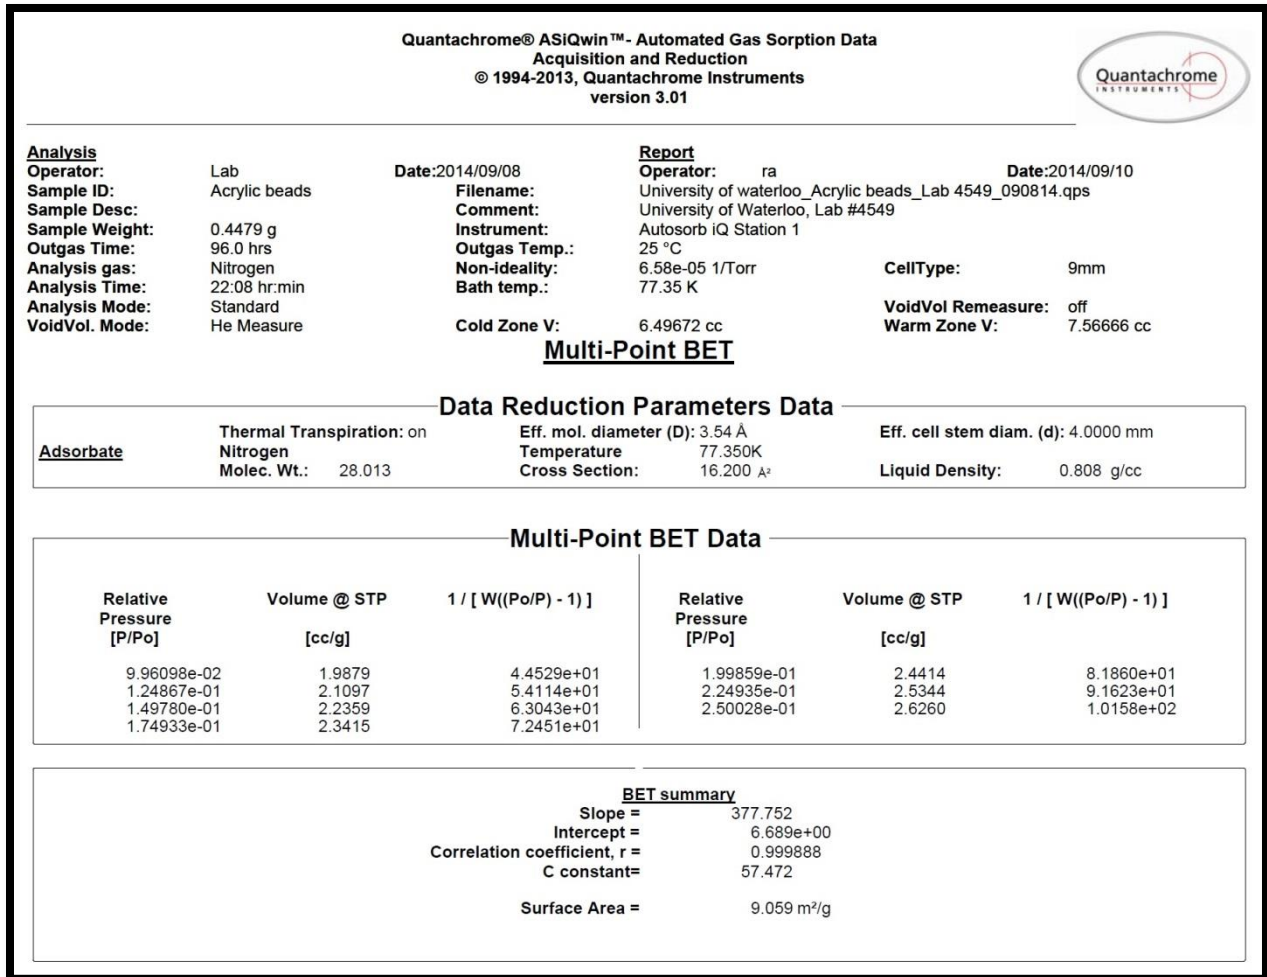 Quantachrome® ASiQwin™- Automated Gas Sorption Data
Acquisition and Reduction
© 1994-2013, Quantachrome Instruments
version 3.01
Quantachrome
INSTRUMENTS
Analysis Report
Operator: Lab Date:2014/09/08 Operator: ra Date:2014/09/10
Sample ID: Acrylic beads Filename: University of waterloo_Acrylic beads_Lab 4549_090814.qps
Sample Desc: Comment: University of Waterloo, Lab #4549
Sample Weight: 0.4479 g Instrument: Autosorb iQ Station 1
Outgas Time: 96.0 hrs Outgas Temp.: 25 °C
Analysis gas: Nitrogen Non-ideality: 6.58e-05 1/Torr CellType: 9mm
Analysis Time: 22:08 hr:min Bath temp.: 77.35 K
Analysis Mode: Standard VoidVol Remeasure: off
VoidVol. Mode: He Measure Cold Zone V: 6.49672 cc Warm Zone V: 7.56666 cc
Multi-Point BET
Data Reduction Parameters Data
Thermal Transpiration: on Eff. mol. diameter (D): 3.54 Å Eff. cell stem diam. (d): 4.0000 mm
Adsorbate Nitrogen Temperature 77.350K
Molec. Wt.: 28.013 Cross Section: 16.200 Å² Liquid Density: 0.808 g/cc
Multi-Point BET Data
Relative Volume @ STP 1 / [ W((Po/P) - 1) ] Relative Volume @ STP 1 / [ W((Po/P) - 1) ]
Pressure Pressure
[P/Po] [cc/g] [P/Po] [cc/g]
9.96098e-02 1.9879 4.4529e+01 1.99859e-01 2.4414 8.1860e+01
1.24867e-01 2.1097 5.4114e+01 2.24935e-01 2.5344 9.1623e+01
1.49780e-01 2.2359 6.3043e+01 2.50028e-01 2.6260 1.0158e+02
1.74933e-01 2.3415 7.2451e+01
BET summary
Slope = 377.752
Intercept = 6.689e+00
Correlation coefficient, r = 0.999888
C constant= 57.472
Surface Area = 9.059 m²/g